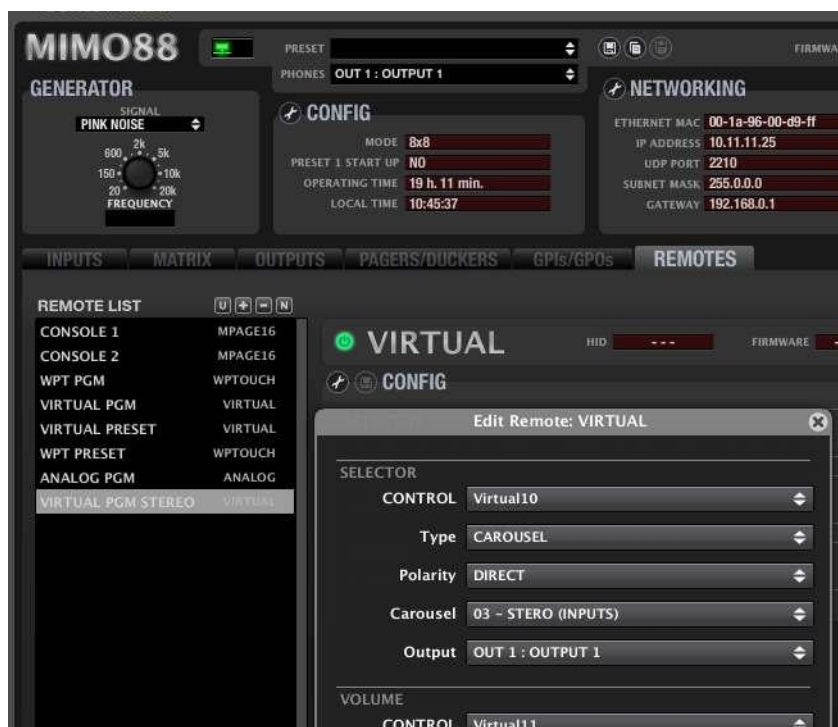 MIMO88
PRESET
FIRMWA
PHONES OUT 1 : OUTPUT 1
GENERATOR
SIGNAL
PINK NOISE
600 2k 5k
150 10k
20 20k
FREQUENCY
CONFIG
MODE 8x8
PRESET 1 START UP NO
OPERATING TIME 19 h. 11 min.
LOCAL TIME 10:45:37
NETWORKING
ETHERNET MAC 00-1a-96-00-d9-ff
IP ADDRESS 10.11.11.25
UDP PORT 2210
SUBNET MASK 255.0.0.0
GATEWAY 192.168.0.1
INPUTS MATRIX OUTPUTS PAGERS/DUCKERS GPIs/GPOs REMOTES
REMOTE LIST U + - N
CONSOLE 1 MPAGE16
CONSOLE 2 MPAGE16
WPT PGM WPTOUCH
VIRTUAL PGM VIRTUAL
VIRTUAL PRESET VIRTUAL
WPT PRESET WPTOUCH
ANALOG PGM ANALOG
VIRTUAL PGM STEREO VIRTUAL
VIRTUAL HID --- FIRMWARE -
CONFIG
Edit Remote: VIRTUAL
SELECTOR
CONTROL Virtual10
Type CAROUSEL
Polarity DIRECT
Carousel 03 - STERO (INPUTS)
Output OUT 1 : OUTPUT 1
VOLUME
CONTROL Virtual11